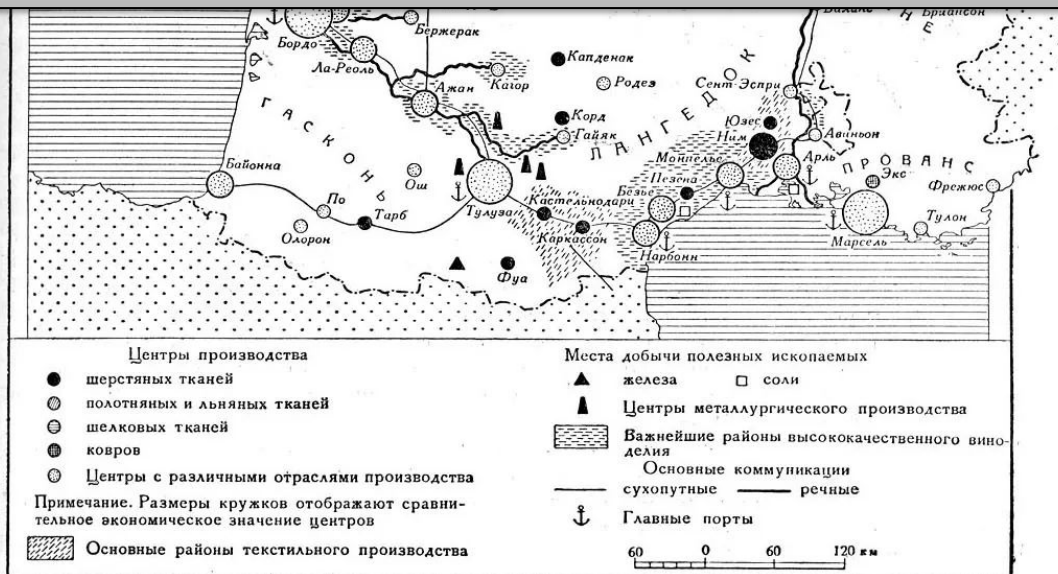 Бордо
Бержерак
Ла-Реоль
Капденак
Кагор
Родез
Ажан
Сент-Эспри
Корд
Гайяк
Юзес
Ним
Авиньон
ГАСКОНЬ
ЛАНГЕДОК
ПРОВАНС
Монпелье
Арль
Экс
Фрежюс
Байонна
Ош
Пезена
Безье
По
Тарб
Олорон
Тулуза
Кастельнодари
Каркассон
Нарбонн
Марсель
Тулон
Фуа
Бриансон
Центры производства
шерстяных тканей
полотняных и льняных тканей
шелковых тканей
ковров
Центры с различными отраслями производства
Примечание. Размеры кружков отображают сравни-
тельное экономическое значение центров
Основные районы текстильного производства
Места добычи полезных ископаемых
железа соли
Центры металлургического производства
Важнейшие районы высококачественного вино-
делия
Основные коммуникации
сухопутные речные
Главные порты
60 0 60 120 км